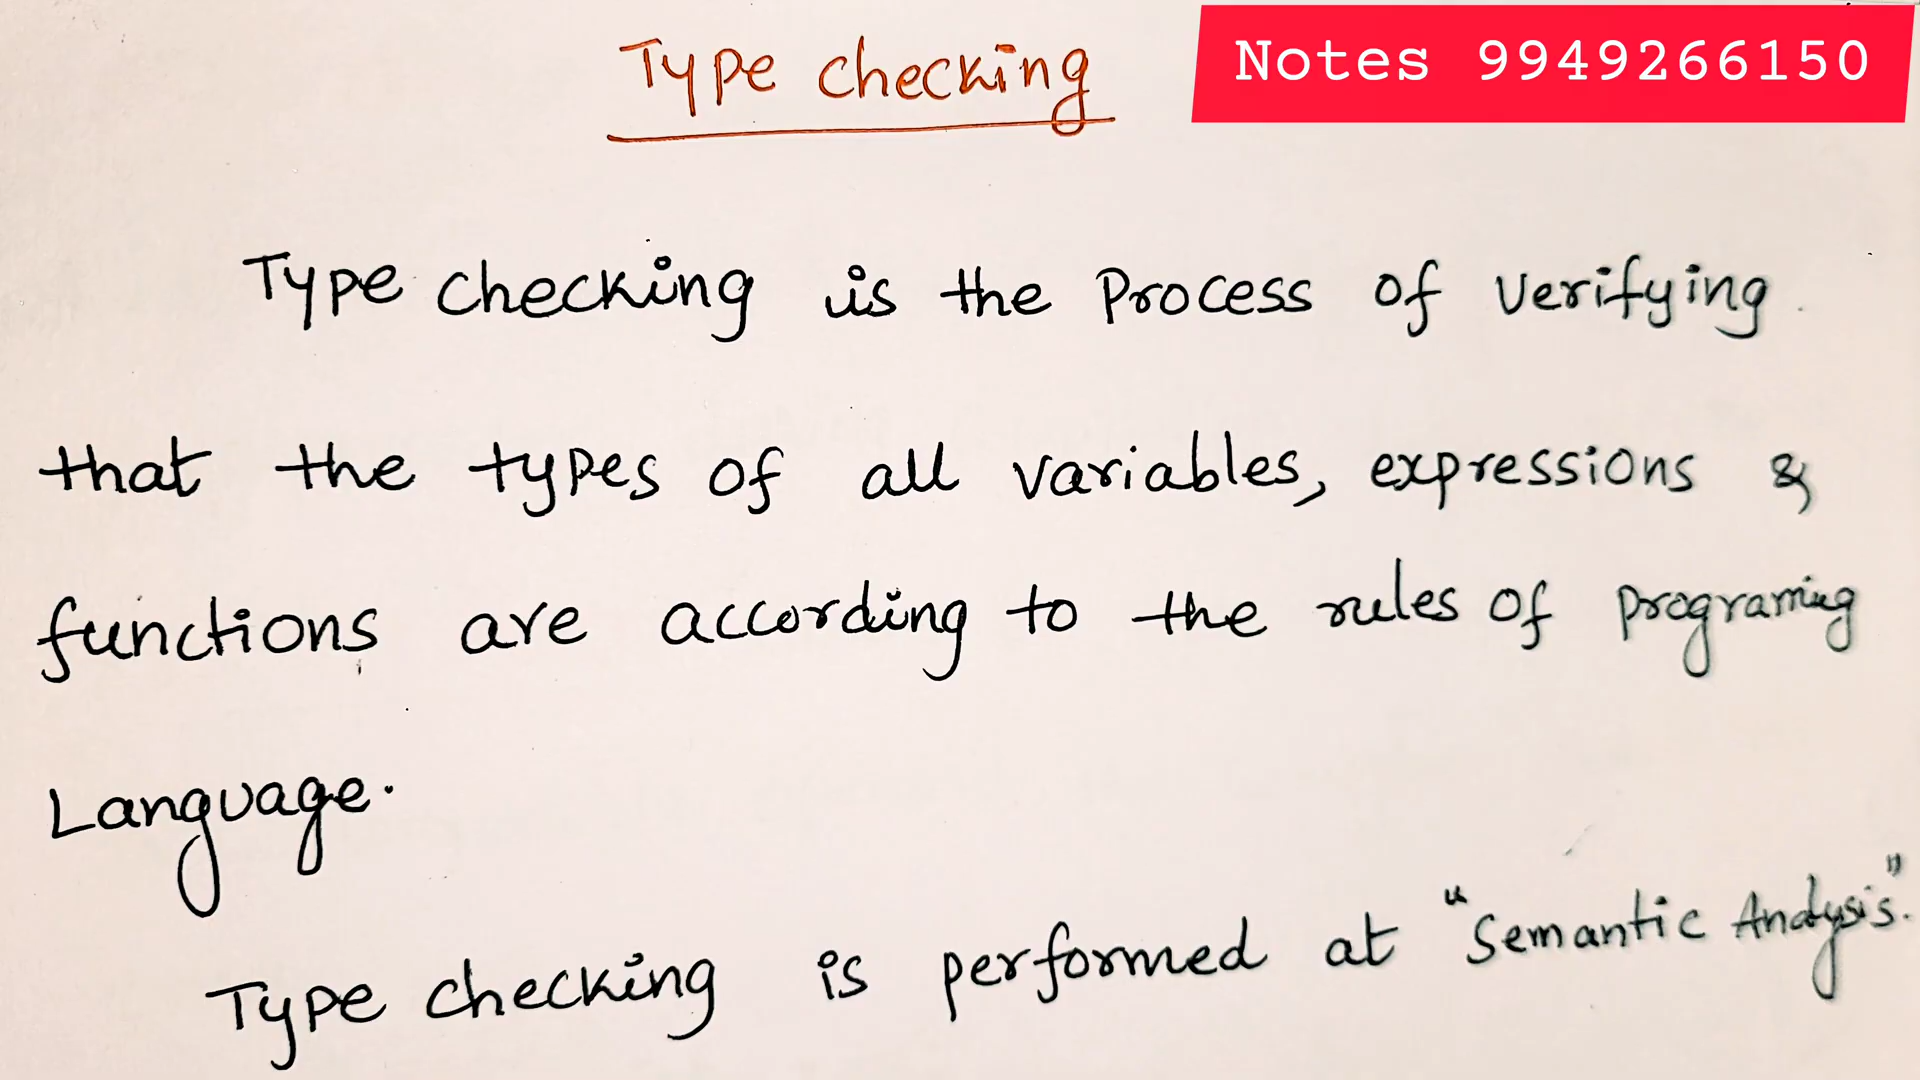 Type checking
Notes 9949266150
Type checking is the Process of verifying
that the types of all variables, expressions &
functions are according to the rules of programing
Language.
Type checking is performed at "Semantic Analysis".